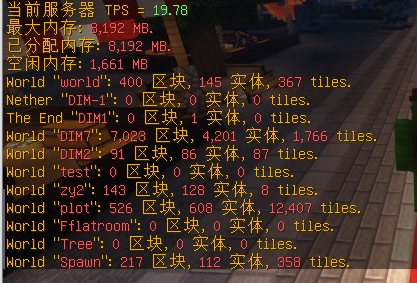 当前服务器 TPS = 19.78
最大内存: 8,192 MB.
已分配内存: 8,192 MB.
空闲内存: 1,661 MB
World "world": 400 区块, 145 实体, 367 tiles.
Nether "DIM-1": 0 区块, 0 实体, 0 tiles.
The End "DIM1": 0 区块, 1 实体, 0 tiles.
World "DIM7": 7,023 区块, 4,201 实体, 1,766 tiles.
World "DIM2": 91 区块, 86 实体, 87 tiles.
World "test": 0 区块, 0 实体, 0 tiles.
World "zy2": 143 区块, 128 实体, 8 tiles.
World "plot": 526 区块, 608 实体, 12,407 tiles.
World "Fflatroom": 0 区块, 0 实体, 0 tiles.
World "Tree": 0 区块, 0 实体, 0 tiles.
World "Spawn": 217 区块, 112 实体, 358 tiles.